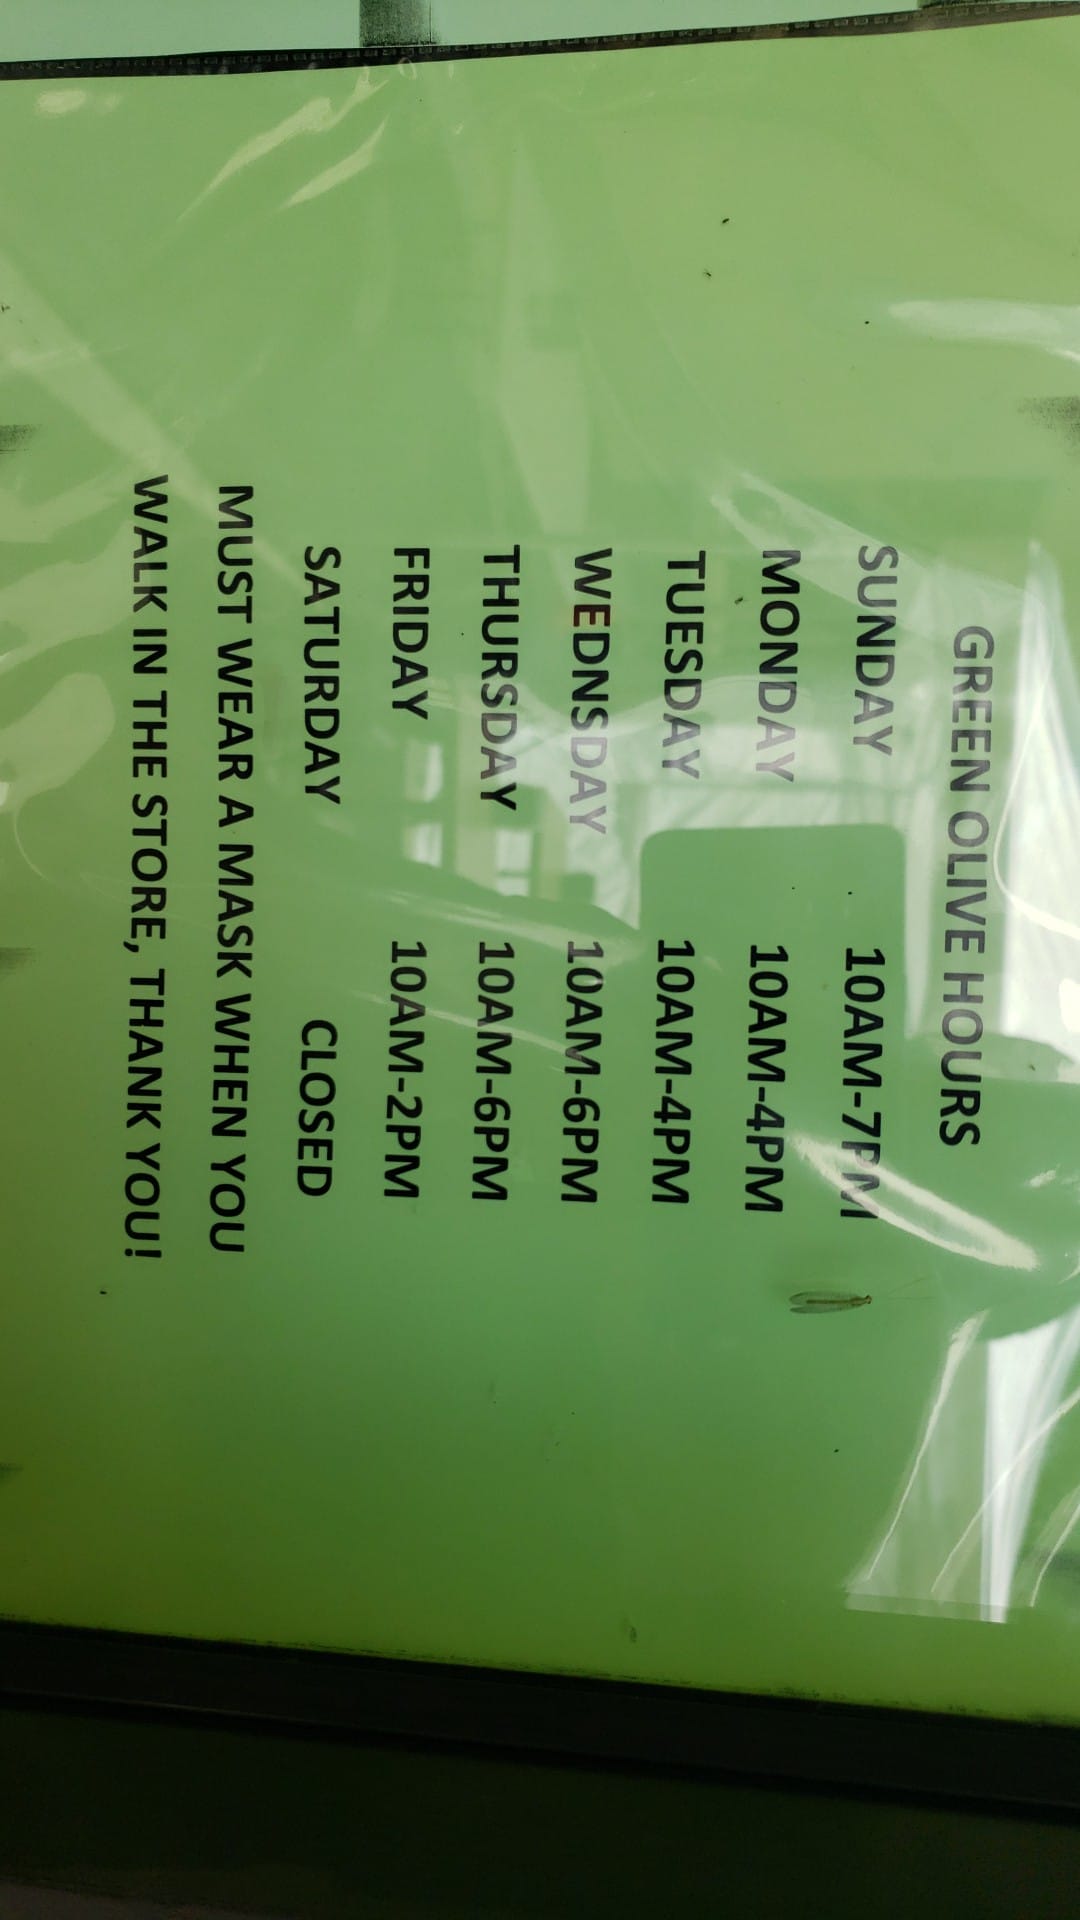 GREEN OLIVE HOURS
SUNDAY 10AM-7PM
MONDAY 10AM-4PM
TUESDAY 10AM-4PM
WEDNSDAY 10AM-6PM
THURSDAY 10AM-6PM
FRIDAY 10AM-2PM
SATURDAY CLOSED
MUST WEAR A MASK WHEN YOU
WALK IN THE STORE, THANK YOU!